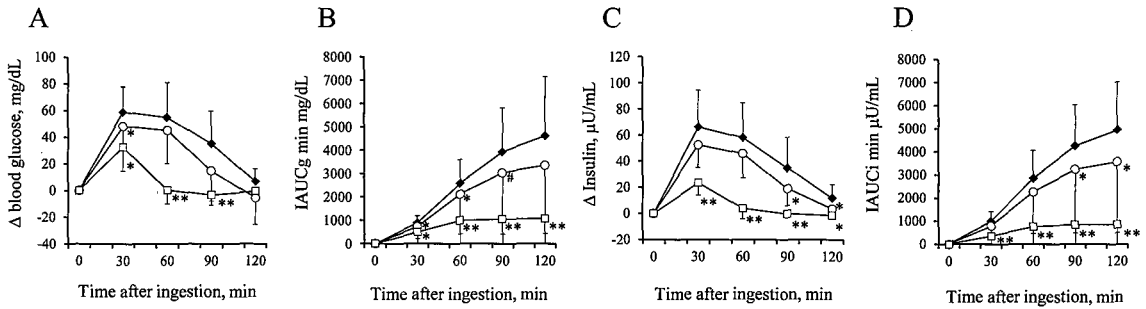 A
Δ blood glucose, mg/dL
100
80
60
40
20
0
-20
-40
* * ** **
0 30 60 90 120
Time after ingestion, min
B
IAUCg min mg/dL
8000
7000
6000
5000
4000
3000
2000
1000
0
* * * ** # ** **
0 30 60 90 120
Time after ingestion, min
C
Δ Insulin, µU/mL
120
100
80
60
40
20
0
-20
** ** * ** * *
0 30 60 90 120
Time after ingestion, min
D
IAUCi min µU/mL
8000
7000
6000
5000
4000
3000
2000
1000
0
** ** * ** * **
0 30 60 90 120
Time after ingestion, min